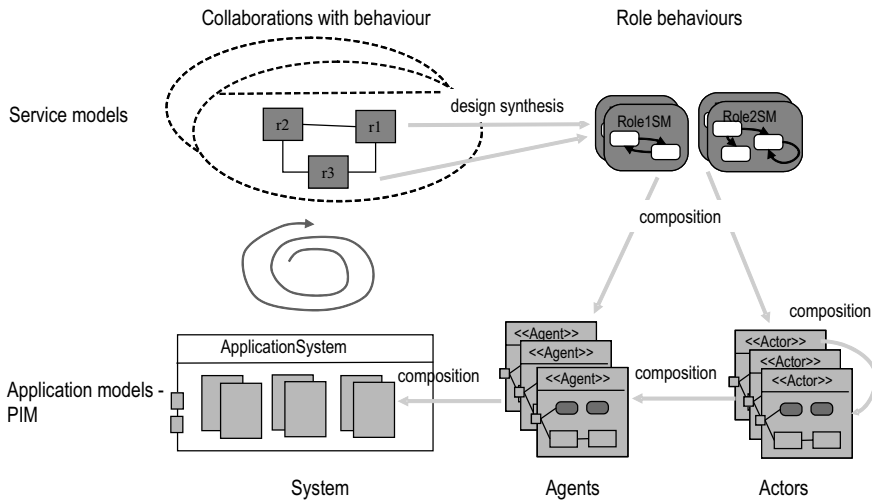 Collaborations with behaviour
Role behaviours
Service models
design synthesis
r2
r1
r3
Role1SM
Role2SM
composition
composition
<<Agent>>
<<Agent>>
<<Agent>>
<<Actor>>
<<Actor>>
<<Actor>>
ApplicationSystem
composition
composition
Application models -
PIM
System
Agents
Actors